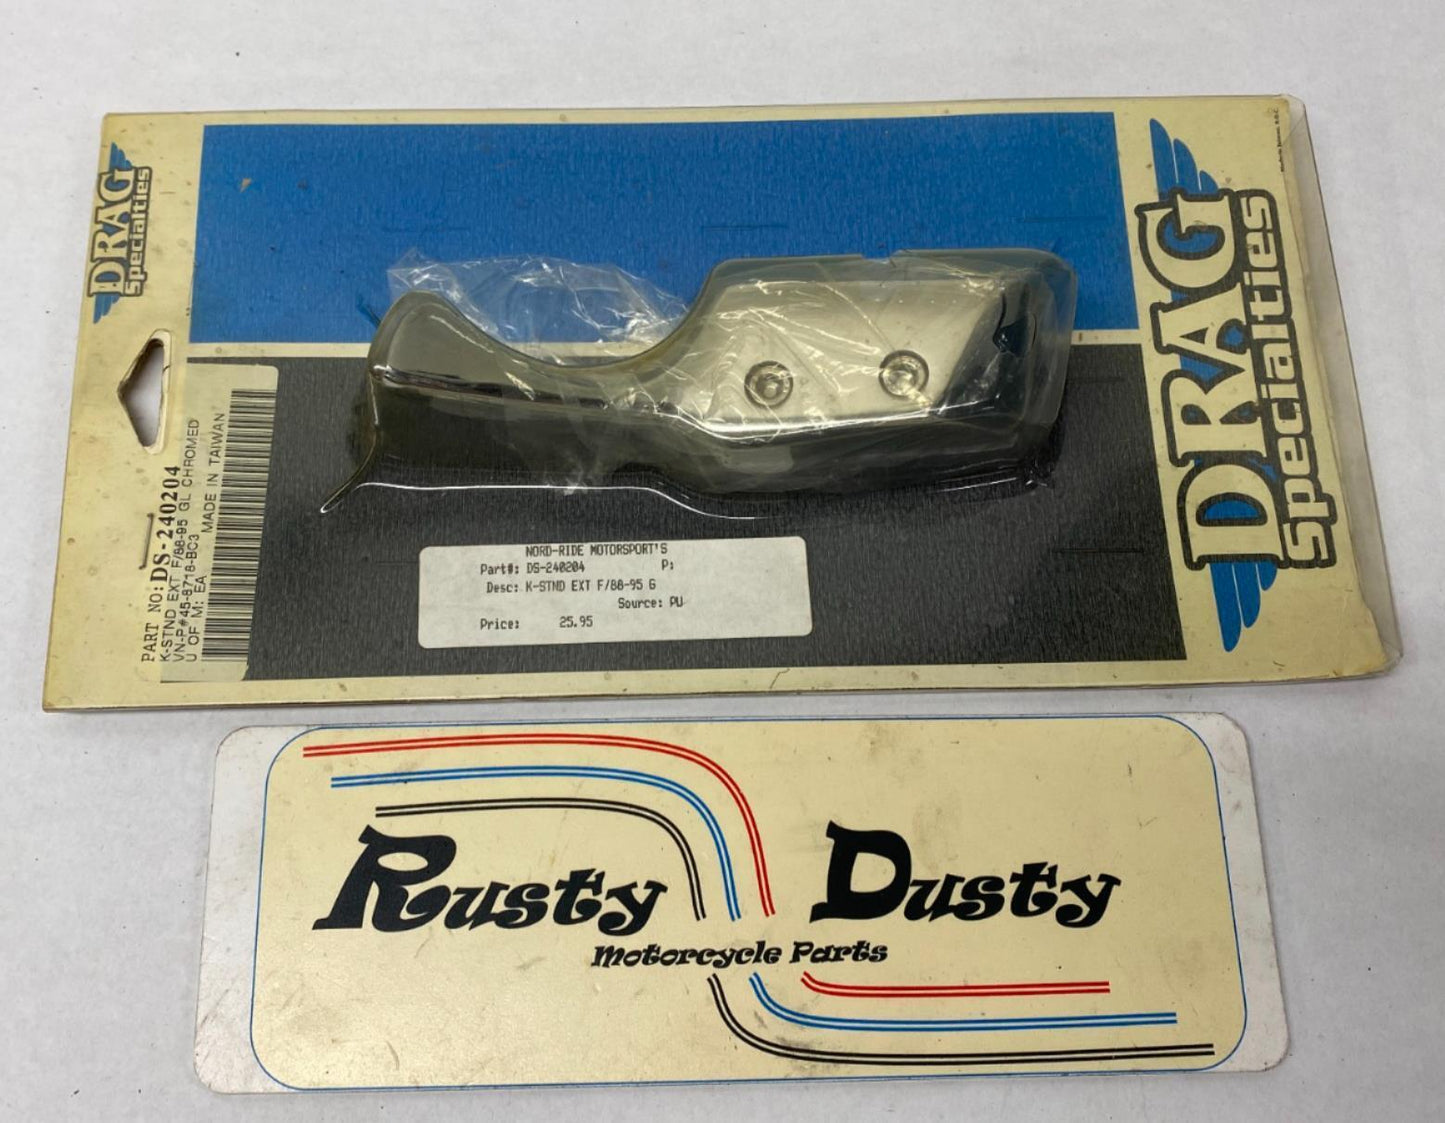 DRAG
Specialties
PART NO:DS-240204
K-STND EXT F/88-95 GL CHROMED
VN-P#45-8718-BC3 MADE IN TAIWAN
U OF M: EA
NORD-RIDE MOTORSPORT'S
Part#: DS-240204 P:
Desc: K-STND EXT F/88-95 G
Source: PU
Price: 25.95
DRAG
Specialties
Rusty Dusty
Motorcycle Parts